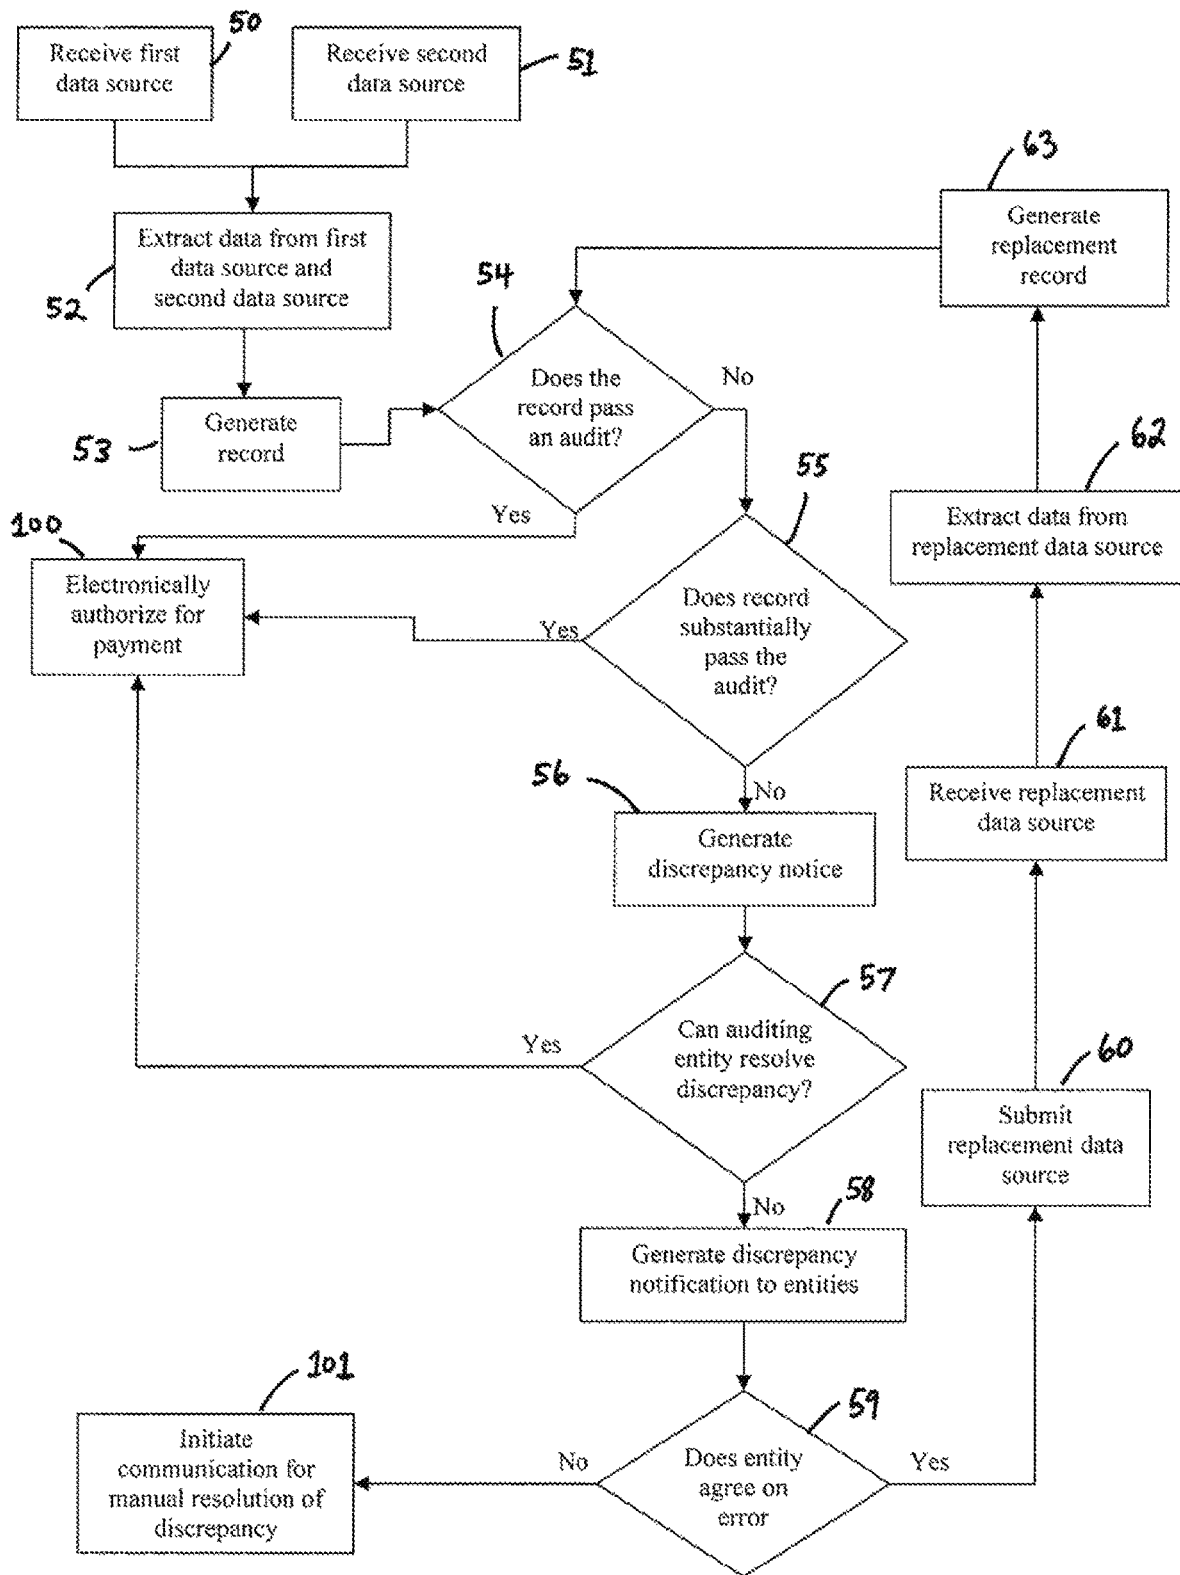 50
Receive first
data source
Receive second
data source
51
63
Generate
replacement
record
Extract data from first
data source and
second data source
52
54
Does the
record pass
an audit?
No
Yes
53
Generate
record
55
62
Extract data from
replacement data source
100
Electronically
authorize for
payment
Does record
substantially
pass the
audit?
Yes
No
61
Receive replacement
data source
56
Generate
discrepancy notice
57
Can auditing
entity resolve
discrepancy?
Yes
No
60
Submit
replacement data
source
58
Generate discrepancy
notification to entities
101
Initiate
communication for
manual resolution of
discrepancy
No
59
Does entity
agree on
error
Yes